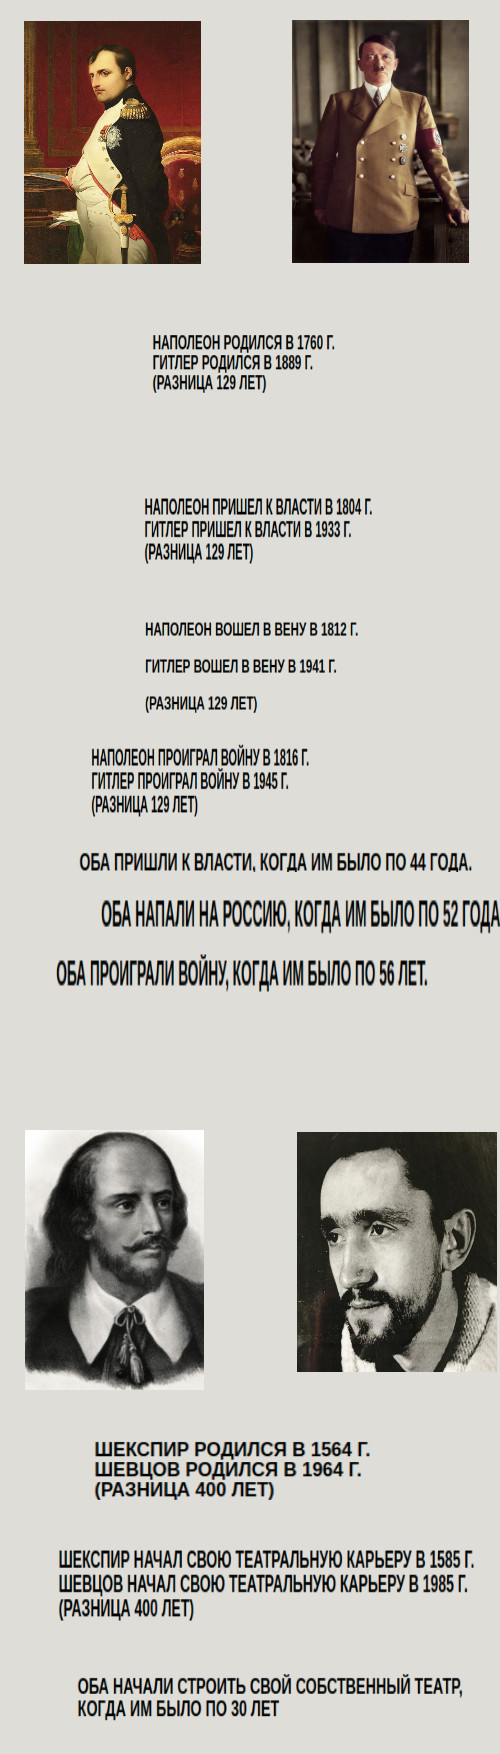 НАПОЛЕОН РОДИЛСЯ В 1760 Г.
ГИТЛЕР РОДИЛСЯ В 1889 Г.
(РАЗНИЦА 129 ЛЕТ)
НАПОЛЕОН ПРИШЕЛ К ВЛАСТИ В 1804 Г.
ГИТЛЕР ПРИШЕЛ К ВЛАСТИ В 1933 Г.
(РАЗНИЦА 129 ЛЕТ)
НАПОЛЕОН ВОШЕЛ В ВЕНУ В 1812 Г.
ГИТЛЕР ВОШЕЛ В ВЕНУ В 1941 Г.
(РАЗНИЦА 129 ЛЕТ)
НАПОЛЕОН ПРОИГРАЛ ВОЙНУ В 1816 Г.
ГИТЛЕР ПРОИГРАЛ ВОЙНУ В 1945 Г.
(РАЗНИЦА 129 ЛЕТ)
ОБА ПРИШЛИ К ВЛАСТИ, КОГДА ИМ БЫЛО ПО 44 ГОДА.
ОБА НАПАЛИ НА РОССИЮ, КОГДА ИМ БЫЛО ПО 52 ГОДА
ОБА ПРОИГРАЛИ ВОЙНУ, КОГДА ИМ БЫЛО ПО 56 ЛЕТ.
ШЕКСПИР РОДИЛСЯ В 1564 Г.
ШЕВЦОВ РОДИЛСЯ В 1964 Г.
(РАЗНИЦА 400 ЛЕТ)
ШЕКСПИР НАЧАЛ СВОЮ ТЕАТРАЛЬНУЮ КАРЬЕРУ В 1585 Г.
ШЕВЦОВ НАЧАЛ СВОЮ ТЕАТРАЛЬНУЮ КАРЬЕРУ В 1985 Г.
(РАЗНИЦА 400 ЛЕТ)
ОБА НАЧАЛИ СТРОИТЬ СВОЙ СОБСТВЕННЫЙ ТЕАТР,
КОГДА ИМ БЫЛО ПО 30 ЛЕТ